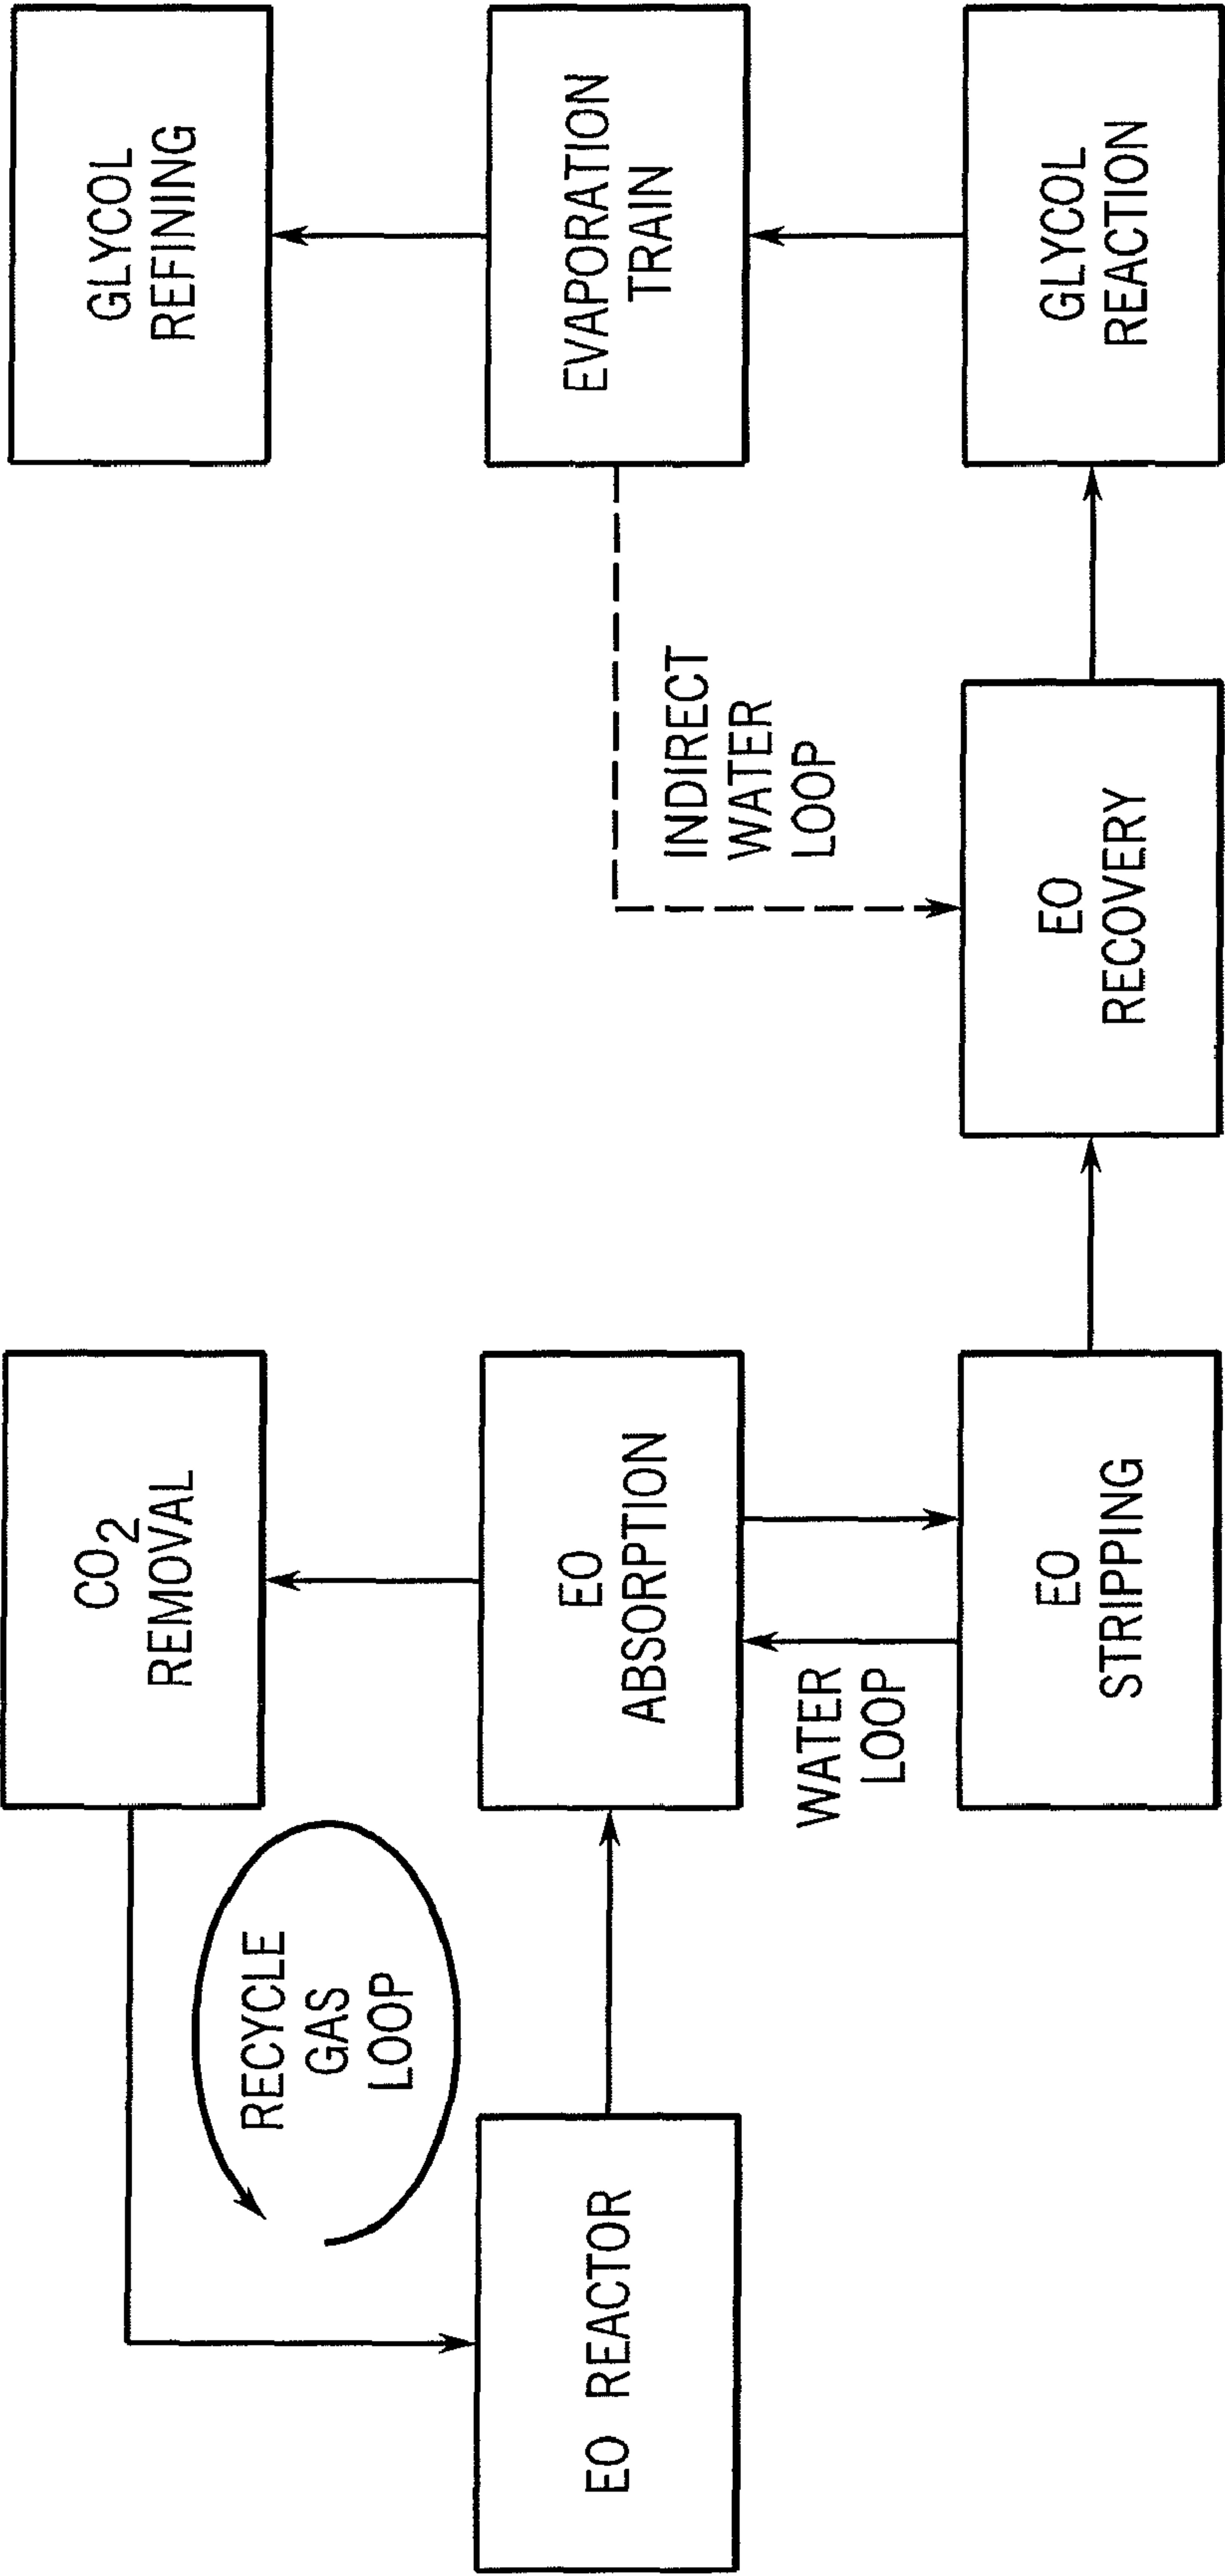 CO2
REMOVAL
GLYCOL
REFINING
RECYCLE
GAS
LOOP
EO REACTOR
EO
ABSORPTION
EVAPORATION
TRAIN
INDIRECT
WATER
LOOP
WATER
LOOP
EO
STRIPPING
EO
RECOVERY
GLYCOL
REACTION